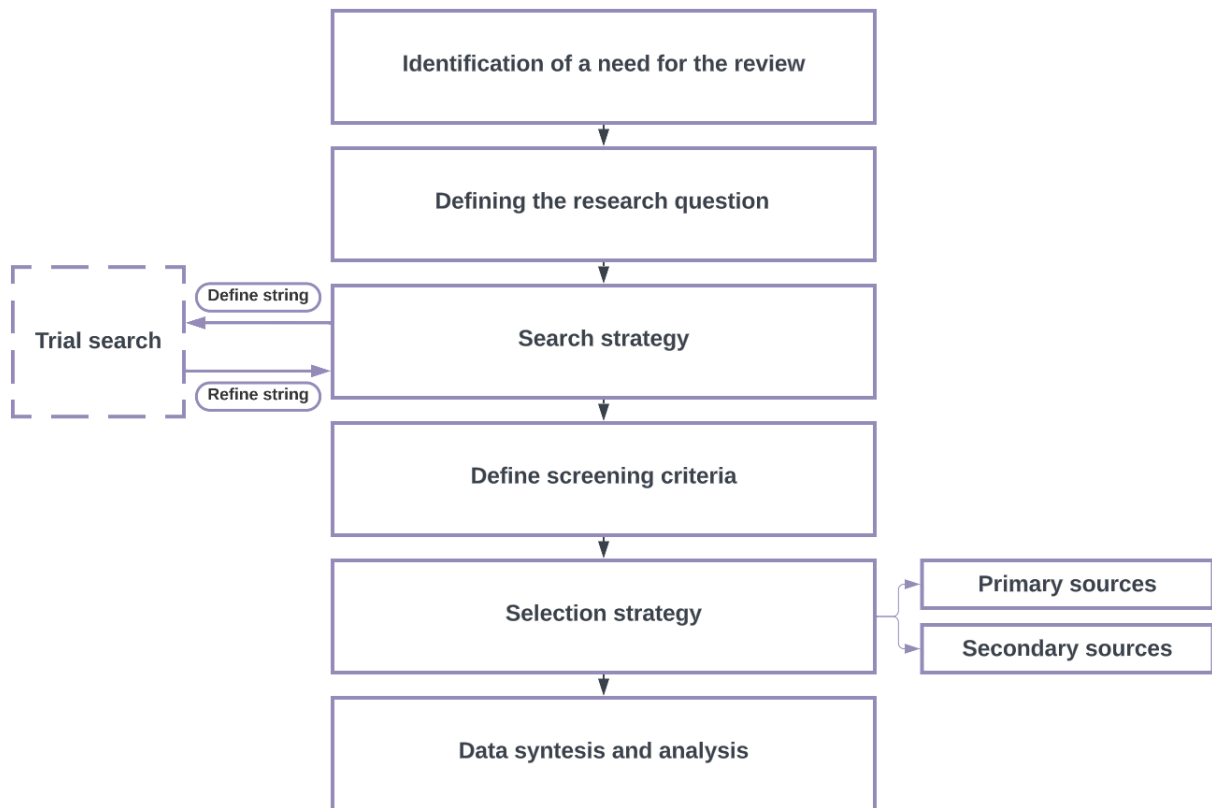 Identification of a need for the review
Defining the research question
Define string
Trial search
Search strategy
Refine string
Define screening criteria
Selection strategy
Primary sources
Secondary sources
Data syntesis and analysis